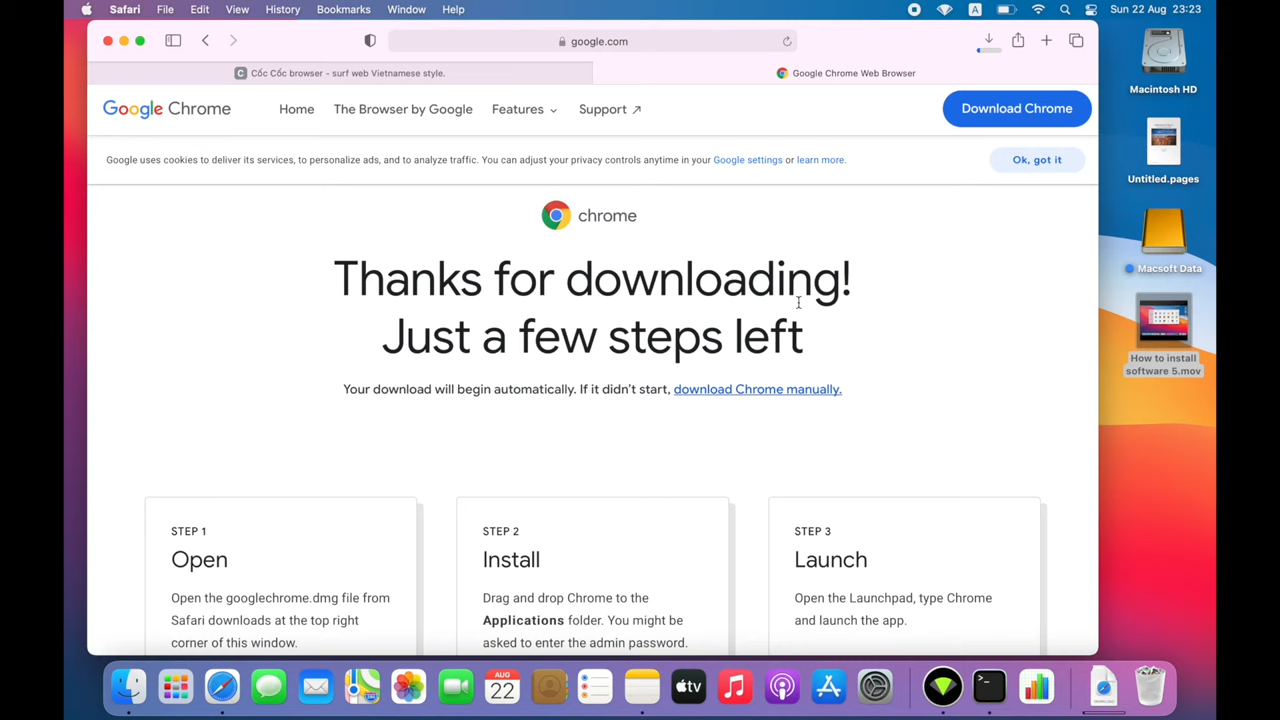 Safari File Edit View History Bookmarks Window Help
A
Sun 22 Aug 23:23
google.com
C Cốc Cốc browser - surf web Vietnamese style.
Google Chrome Web Browser
Google Chrome
Home
The Browser by Google
Features
Support
Download Chrome
Google uses cookies to deliver its services, to personalize ads, and to analyze traffic. You can adjust your privacy controls anytime in your Google settings or learn more.
Ok, got it
chrome
Thanks for downloading!
Just a few steps left
Your download will begin automatically. If it didn't start, download Chrome manually.
STEP 1
Open
Open the googlechrome.dmg file from
Safari downloads at the top right
corner of this window.
STEP 2
Install
Drag and drop Chrome to the
Applications folder. You might be
asked to enter the admin password.
STEP 3
Launch
Open the Launchpad, type Chrome
and launch the app.
Macintosh HD
Untitled.pages
Macsoft Data
How to install
software 5.mov
AUG
22
tv